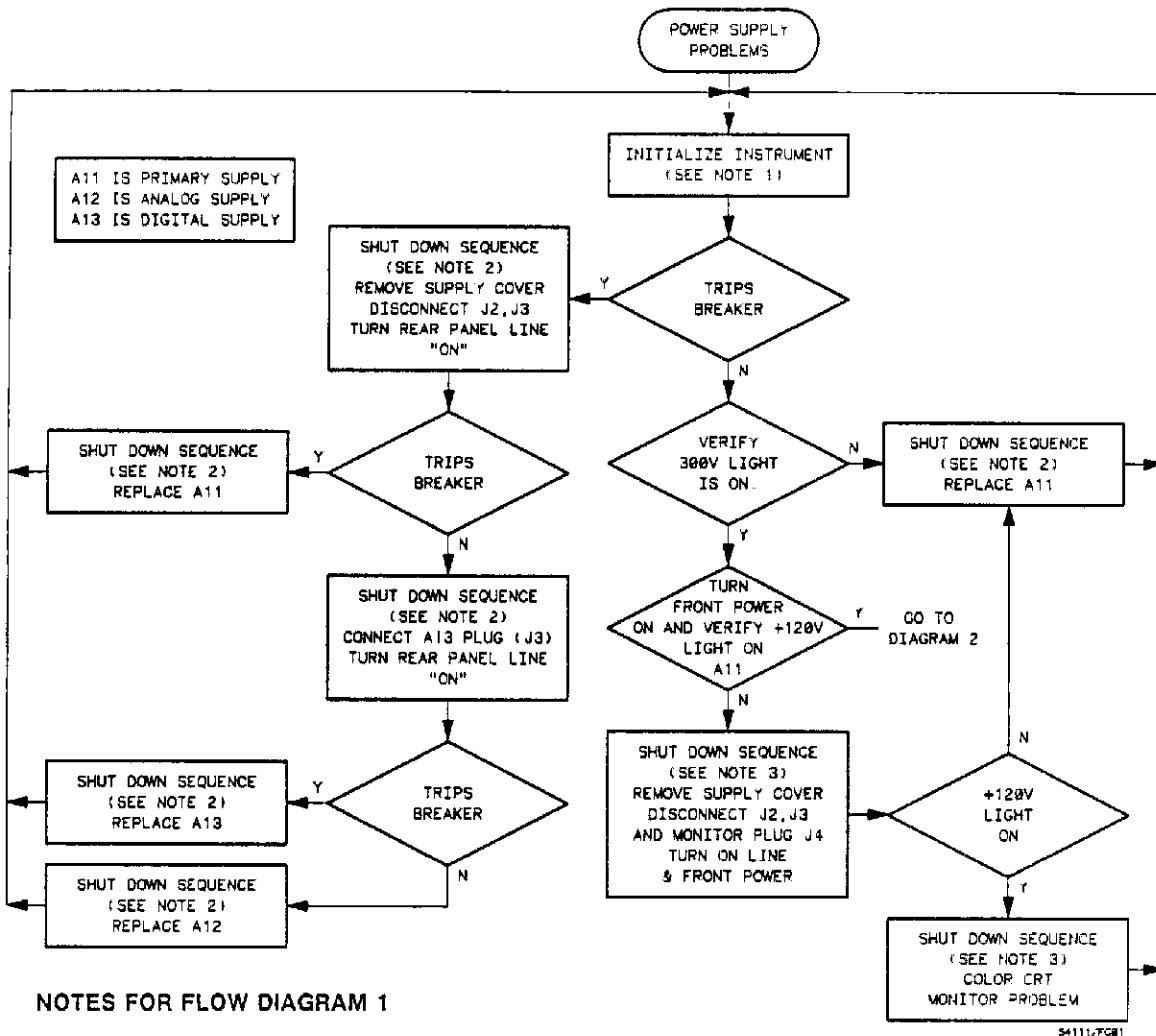 POWER SUPPLY
PROBLEMS
INITIALIZE INSTRUMENT
(SEE NOTE 1)
A11 IS PRIMARY SUPPLY
A12 IS ANALOG SUPPLY
A13 IS DIGITAL SUPPLY
TRIPS
BREAKER
Y
N
SHUT DOWN SEQUENCE
(SEE NOTE 2)
REMOVE SUPPLY COVER
DISCONNECT J2,J3
TURN REAR PANEL LINE
"ON"
TRIPS
BREAKER
Y
N
SHUT DOWN SEQUENCE
(SEE NOTE 2)
REPLACE A11
SHUT DOWN SEQUENCE
(SEE NOTE 2)
CONNECT A13 PLUG (J3)
TURN REAR PANEL LINE
"ON"
TRIPS
BREAKER
Y
N
SHUT DOWN SEQUENCE
(SEE NOTE 2)
REPLACE A13
SHUT DOWN SEQUENCE
(SEE NOTE 2)
REPLACE A12
VERIFY
300V LIGHT
IS ON.
N
Y
SHUT DOWN SEQUENCE
(SEE NOTE 2)
REPLACE A11
TURN
FRONT POWER
ON AND VERIFY +120V
LIGHT ON
A11
Y
N
GO TO
DIAGRAM 2
SHUT DOWN SEQUENCE
(SEE NOTE 3)
REMOVE SUPPLY COVER
DISCONNECT J2,J3
AND MONITOR PLUG J4
TURN ON LINE
& FRONT POWER
+120V
LIGHT
ON
N
Y
SHUT DOWN SEQUENCE
(SEE NOTE 3)
COLOR CRT
MONITOR PROBLEM
NOTES FOR FLOW DIAGRAM 1